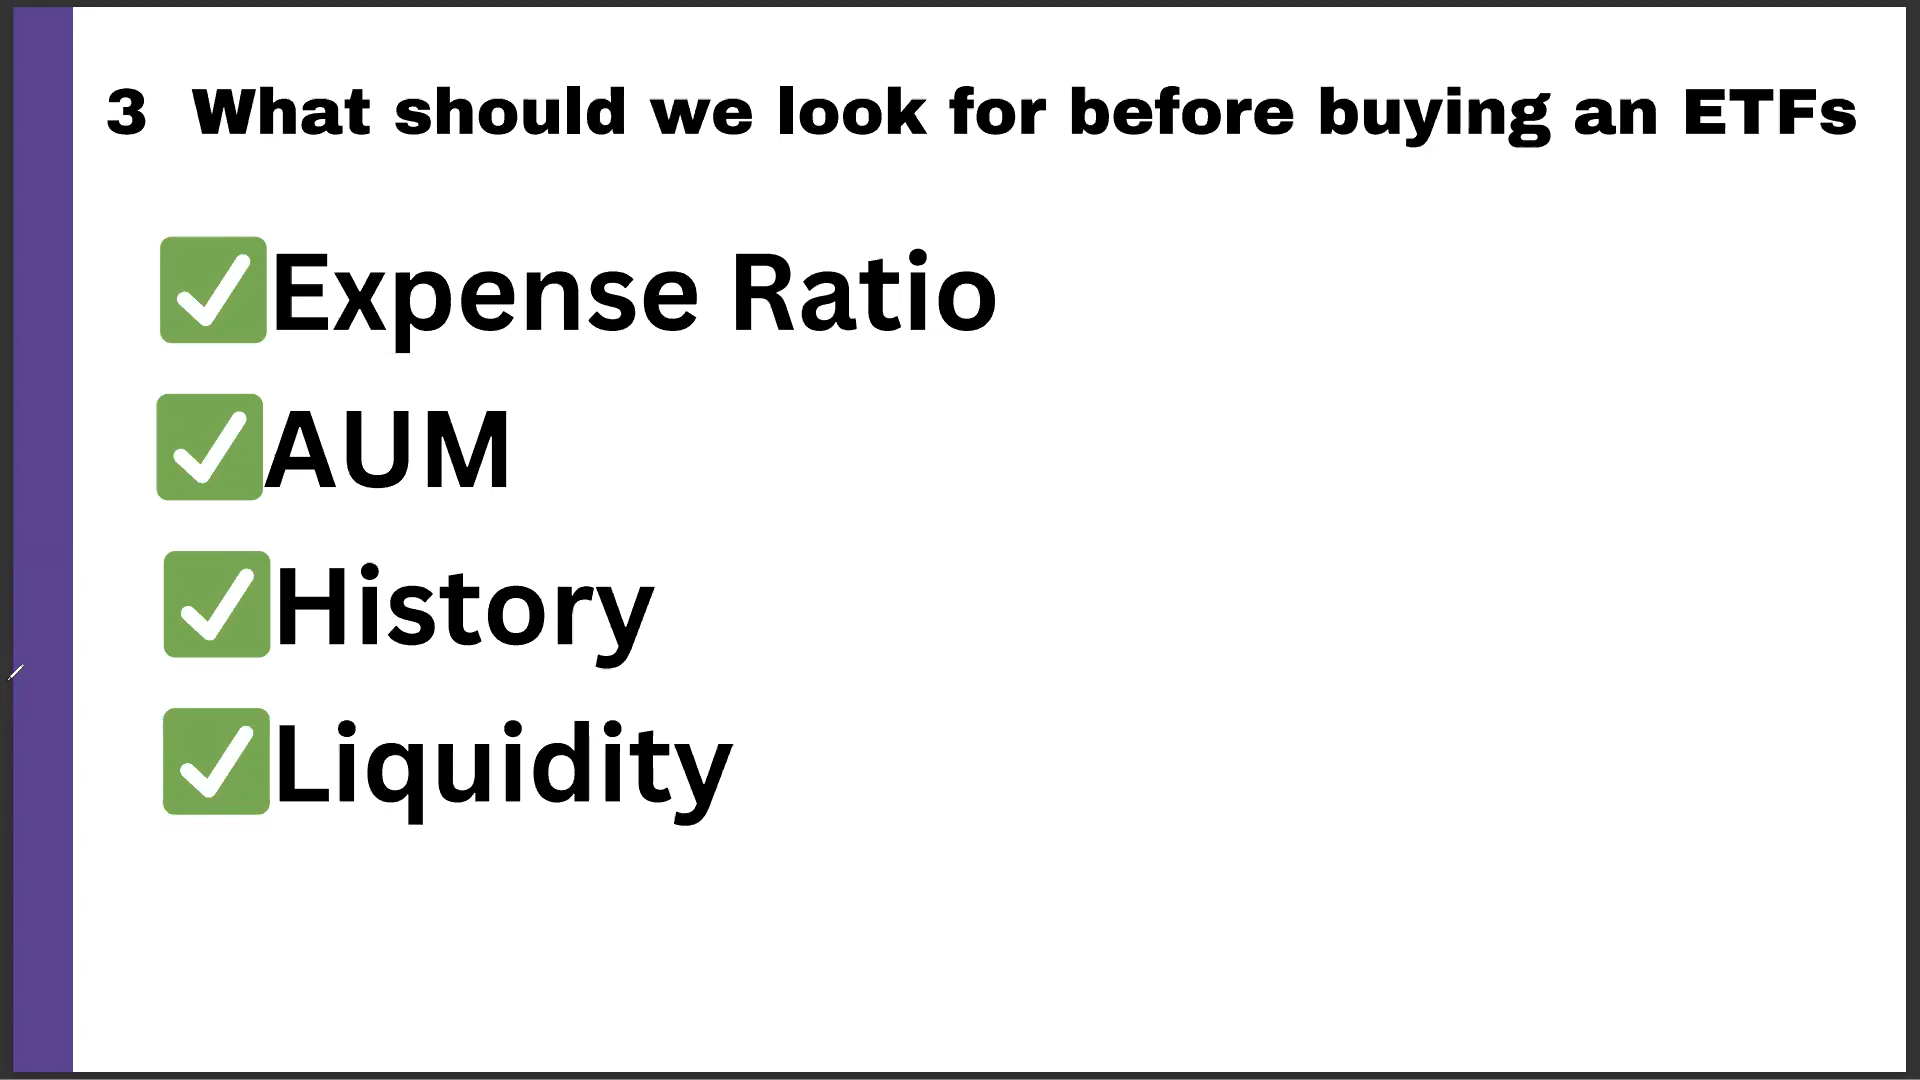 3 What should we look for before buying an ETFs
✅Expense Ratio
✅AUM
✅History
✅Liquidity